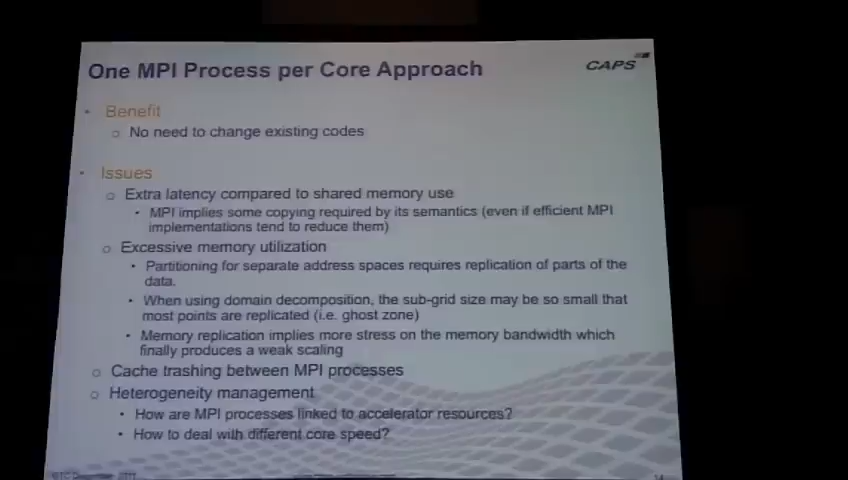 One MPI Process per Core Approach
CAPS
• Benefit
o No need to change existing codes
• Issues
o Extra latency compared to shared memory use
• MPI implies some copying required by its semantics (even if efficient MPI
implementations tend to reduce them)
o Excessive memory utilization
• Partitioning for separate address spaces requires replication of parts of the
data.
• When using domain decomposition, the sub-grid size may be so small that
most points are replicated (i.e. ghost zone)
• Memory replication implies more stress on the memory bandwidth which
finally produces a weak scaling
o Cache trashing between MPI processes
o Heterogeneity management
• How are MPI processes linked to accelerator resources?
• How to deal with different core speed?